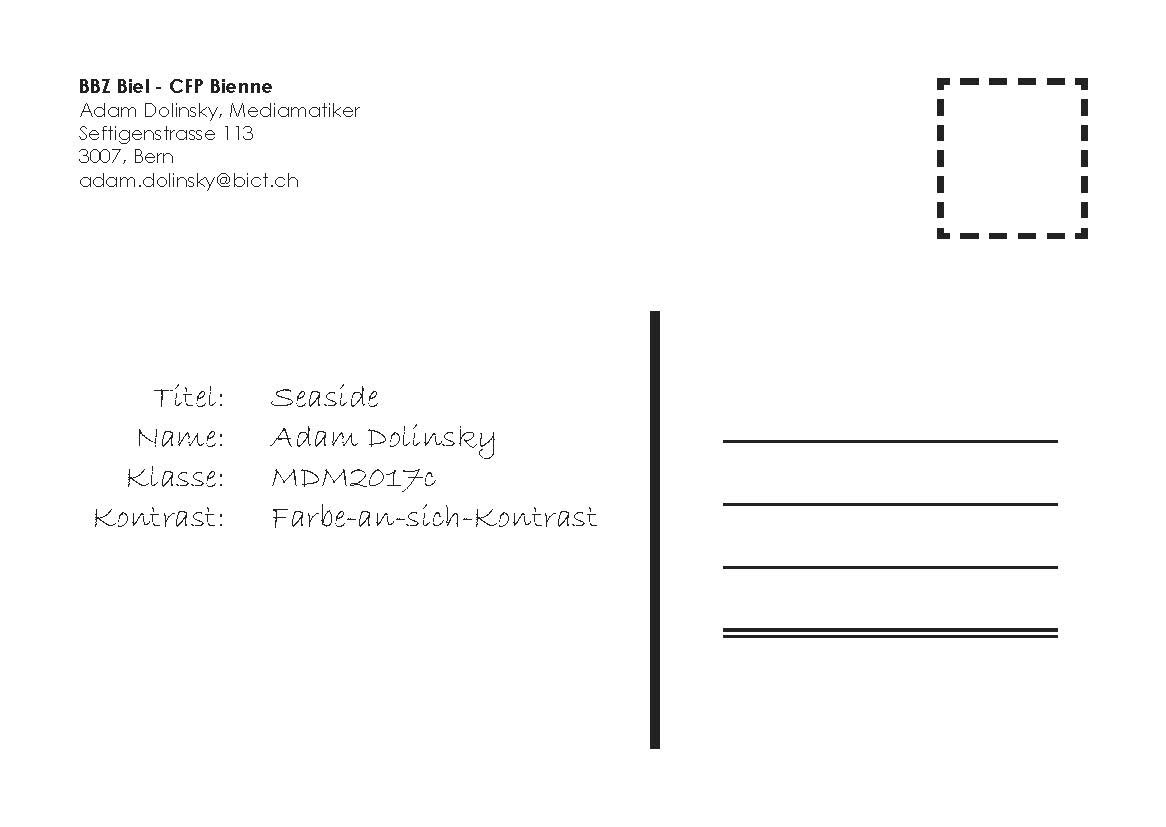 BBZ Biel - CFP Bienne
Adam Dolinsky, Mediamatiker
Seftigenstrasse 113
3007, Bern
adam.dolinsky@bict.ch
Titel: Seaside
Name: Adam Dolinsky
Klasse: MDM2017c
Kontrast: Farbe-an-sich-Kontrast